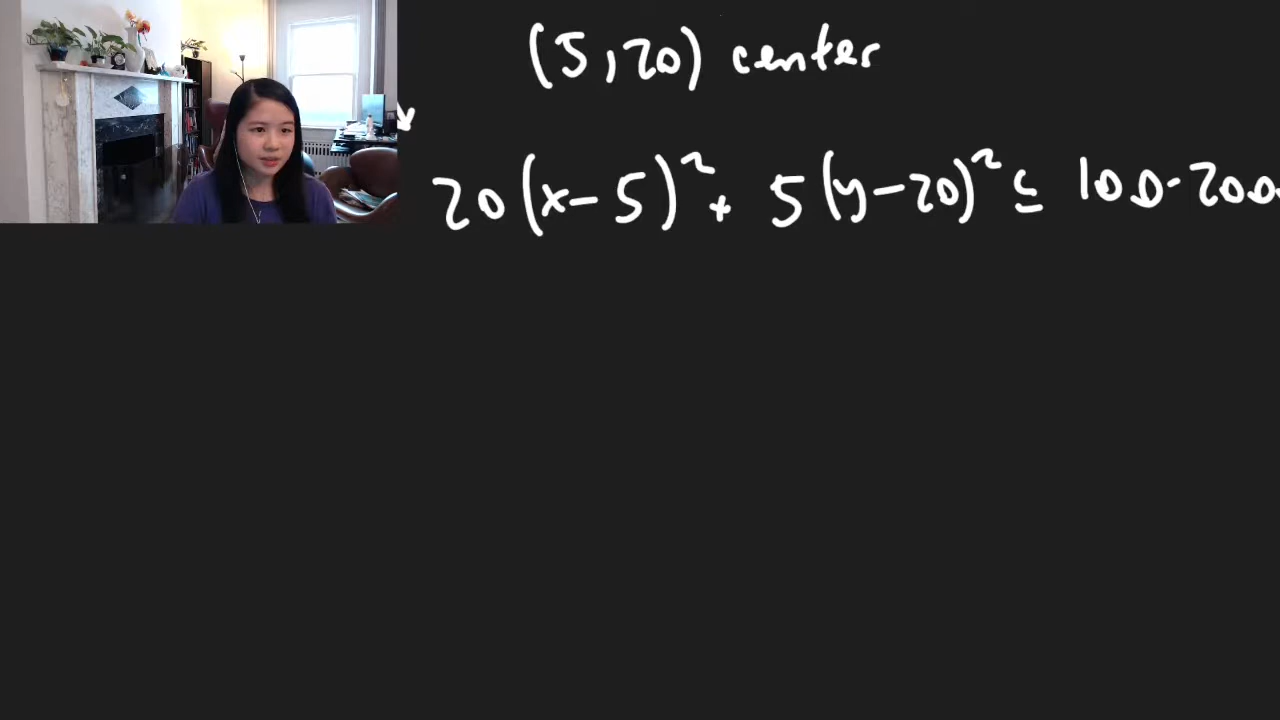 (5,20) center
20(x-5)² + 5(y-20)² ≤ 100·200